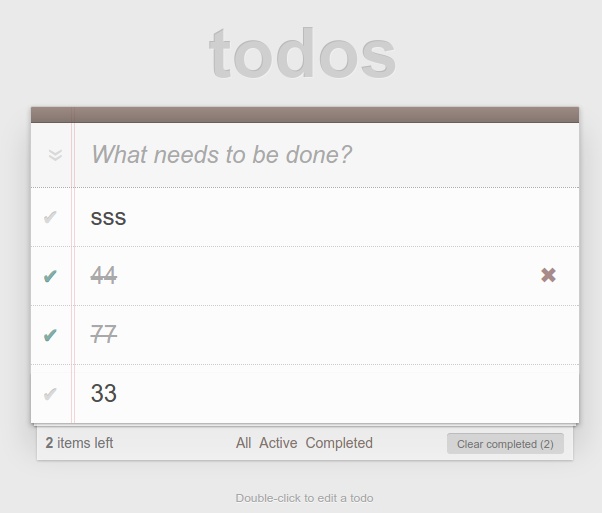 todos
What needs to be done?
sss
44
77
33
2 items left All Active Completed Clear completed (2)
Double-click to edit a todo